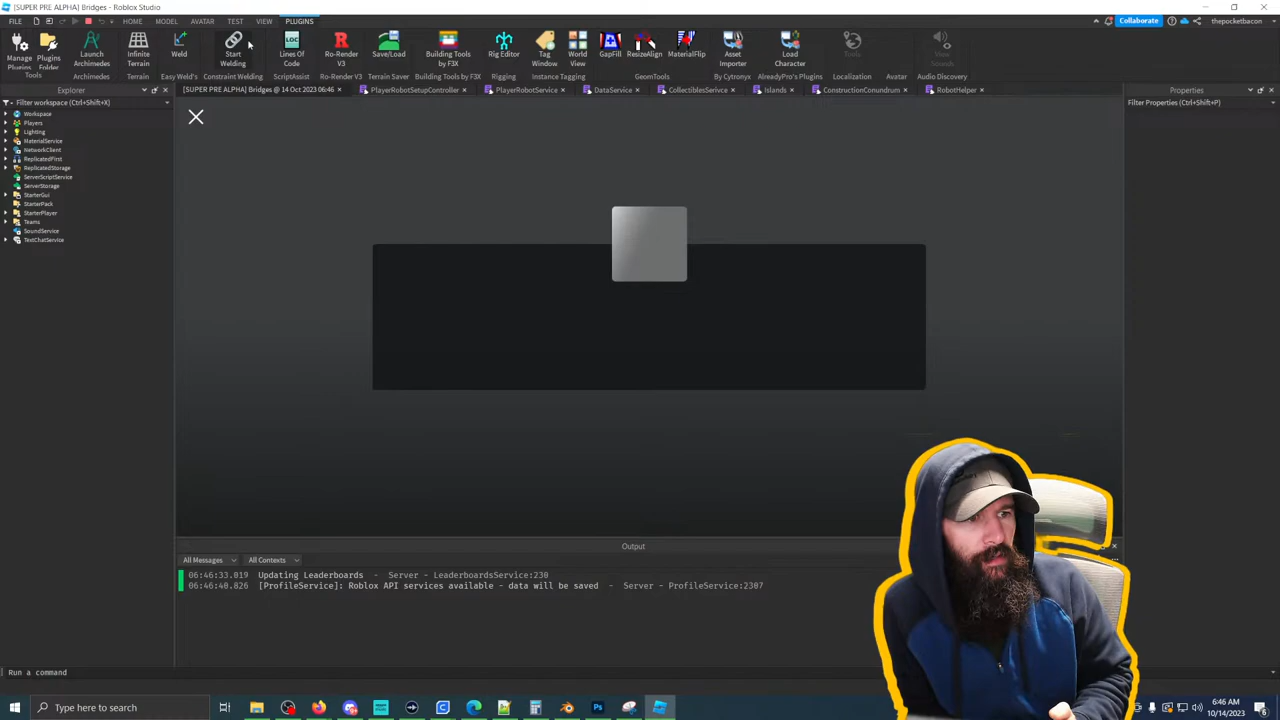 [SUPER PRE ALPHA] Bridges - Roblox Studio
FILE HOME MODEL AVATAR TEST VIEW PLUGINS Collaborate thepocketbacon
Manage Plugins
Plugins Folder
Launch Archimedes
Infinite Terrain
Weld
Start Welding
Lines Of Code
Ro-Render V3
Save/Load
Building Tools by F3X
Rig Editor
Tag Window
World View
GapFill
ResizeAlign
MaterialFlip
Asset Importer
Load Character
Tools
View Sounds
Tools Archimedes Terrain Easy Weld's Constraint Welding ScriptAssist Ro-Render V3 Terrain Saver Building Tools by F3X Rigging Instance Tagging GeomTools By Cytronyx AlreadyPro's Plugins Localization Avatar Audio Discovery
Explorer
[SUPER PRE ALPHA] Bridges @ 14 Oct 2023 06:46 × PlayerRobotSetupController × PlayerRobotService × DataService × CollectiblesService × Islands × ConstructionConundrum × RobotHelper ×
Properties
Filter workspace (Ctrl+Shift+X)
Filter Properties (Ctrl+Shift+P)
Workspace
Players
Lighting
MaterialService
NetworkClient
ReplicatedFirst
ReplicatedStorage
ServerScriptService
ServerStorage
StarterGui
StarterPack
StarterPlayer
Teams
SoundService
TextChatService
Output
All Messages All Contexts
06:46:33.019 Updating Leaderboards - Server - LeaderboardsService:230
06:46:40.826 [ProfileService]: Roblox API services available - data will be saved - Server - ProfileService:2307
Run a command
Type here to search
6:46 AM
10/14/2023
6